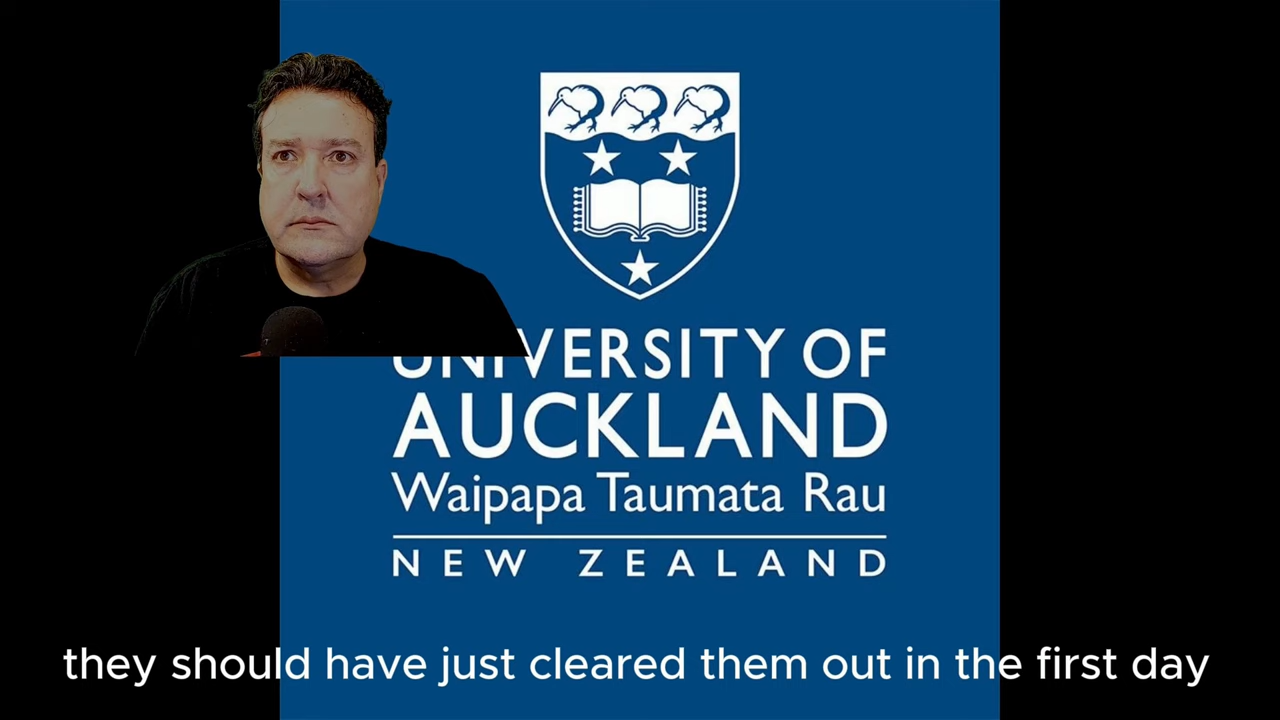 UNIVERSITY OF
AUCKLAND
Waipapa Taumata Rau
NEW ZEALAND
they should have just cleared them out in the first day